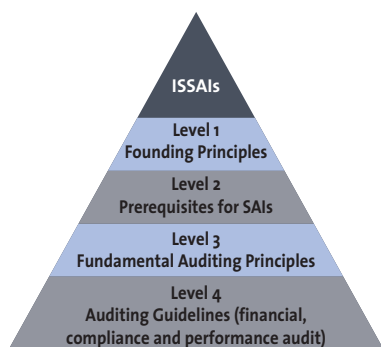 ISSAIs
Level 1
Founding Principles
Level 2
Prerequisites for SAIs
Level 3
Fundamental Auditing Principles
Level 4
Auditing Guidelines (financial,
compliance and performance audit)